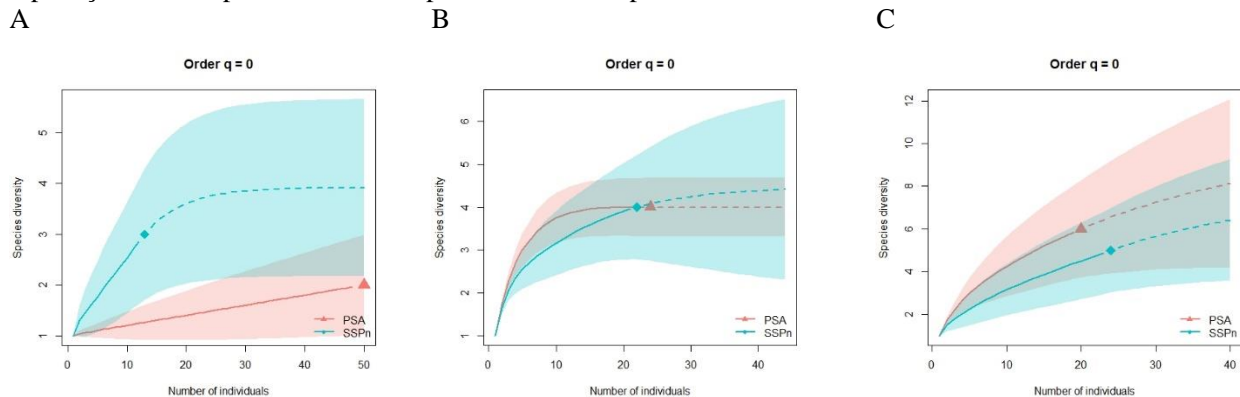 A
B
C
Order q = 0
Species diversity
5
4
3
2
1
0
10
20
30
40
50
Number of individuals
PSA
SSPn
Order q = 0
Species diversity
6
5
4
3
2
1
0
10
20
30
40
Number of individuals
PSA
SSPn
Order q = 0
Species diversity
12
10
8
6
4
2
0
10
20
30
40
Number of individuals
PSA
SSPn